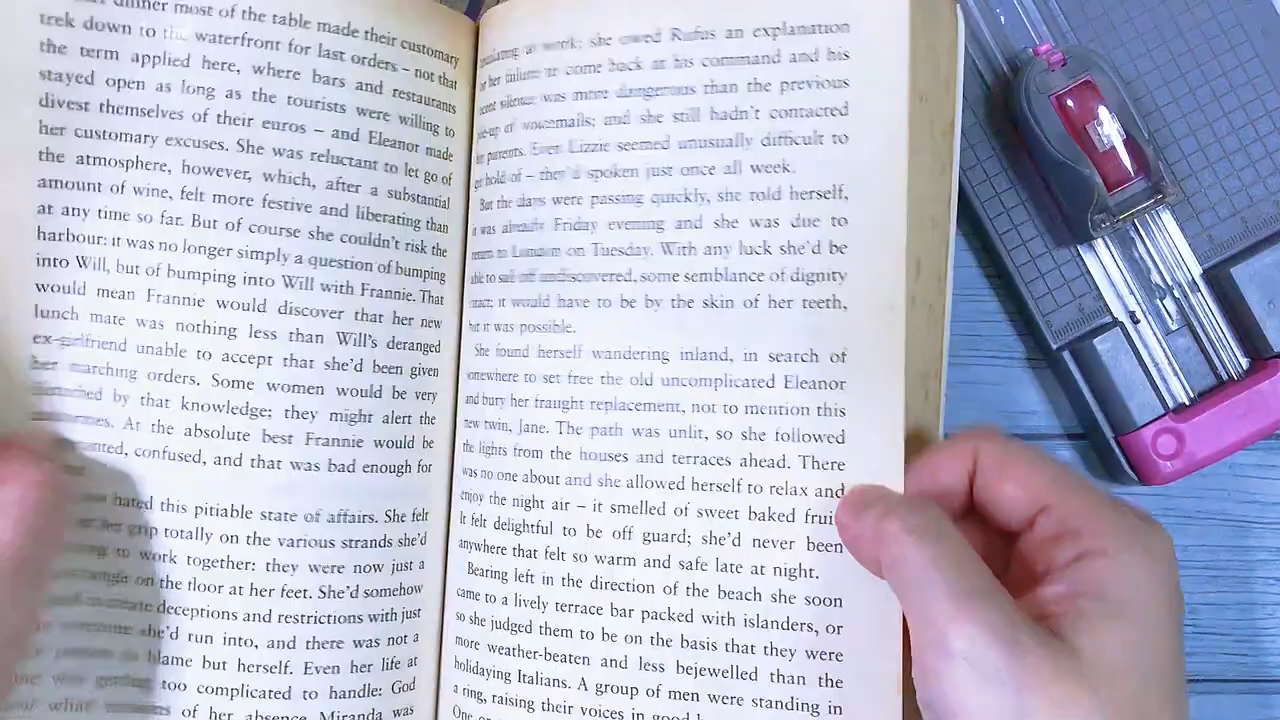 dinner most of the table made their customary
trek down to the waterfront for last orders – not that
the term applied here, where bars and restaurants
stayed open as long as the tourists were willing to
divest themselves of their euros – and Eleanor made
her customary excuses. She was reluctant to let go of
the atmosphere, however, which, after a substantial
amount of wine, felt more festive and liberating than
at any time so far. But of course she couldn't risk the
harbour: it was no longer simply a question of bumping
into Will, but of bumping into Will with Frannie. That
would mean Frannie would discover that her new
lunch mate was nothing less than Will's deranged
ex-girlfriend unable to accept that she'd been given
her marching orders. Some women would be very
by that knowledge; they might alert the
At the absolute best Frannie would be
confused, and that was bad enough for
hated this pitiable state of affairs. She felt
her grip totally on the various strands she'd
to work together: they were now just a
on the floor at her feet. She'd somehow
deceptions and restrictions with just
she'd run into, and there was not a
blame but herself. Even her life at
too complicated to handle: God
what of her absence Miranda was
at work; she owed Rufus an explanation
for her failure to come back at his command and his
silence was more dangerous than the previous
of voicemails; and she still hadn't contacted
her parents. Even Lizzie seemed unusually difficult to
get hold of – they'd spoken just once all week.
But the days were passing quickly, she told herself,
it was already Friday evening and she was due to
return to London on Tuesday. With any luck she'd be
able to sail off undiscovered, some semblance of dignity
intact; it would have to be by the skin of her teeth,
but it was possible.
She found herself wandering inland, in search of
somewhere to set free the old uncomplicated Eleanor
and bury her fraught replacement, not to mention this
new twin, Jane. The path was unlit, so she followed
the lights from the houses and terraces ahead. There
was no one about and she allowed herself to relax and
enjoy the night air – it smelled of sweet baked frui
It felt delightful to be off guard; she'd never been
anywhere that felt so warm and safe late at night.
Bearing left in the direction of the beach she soon
came to a lively terrace bar packed with islanders, or
so she judged them to be on the basis that they were
more weather-beaten and less bejewelled than the
holidaying Italians. A group of men were standing in
a ring, raising their voices in good